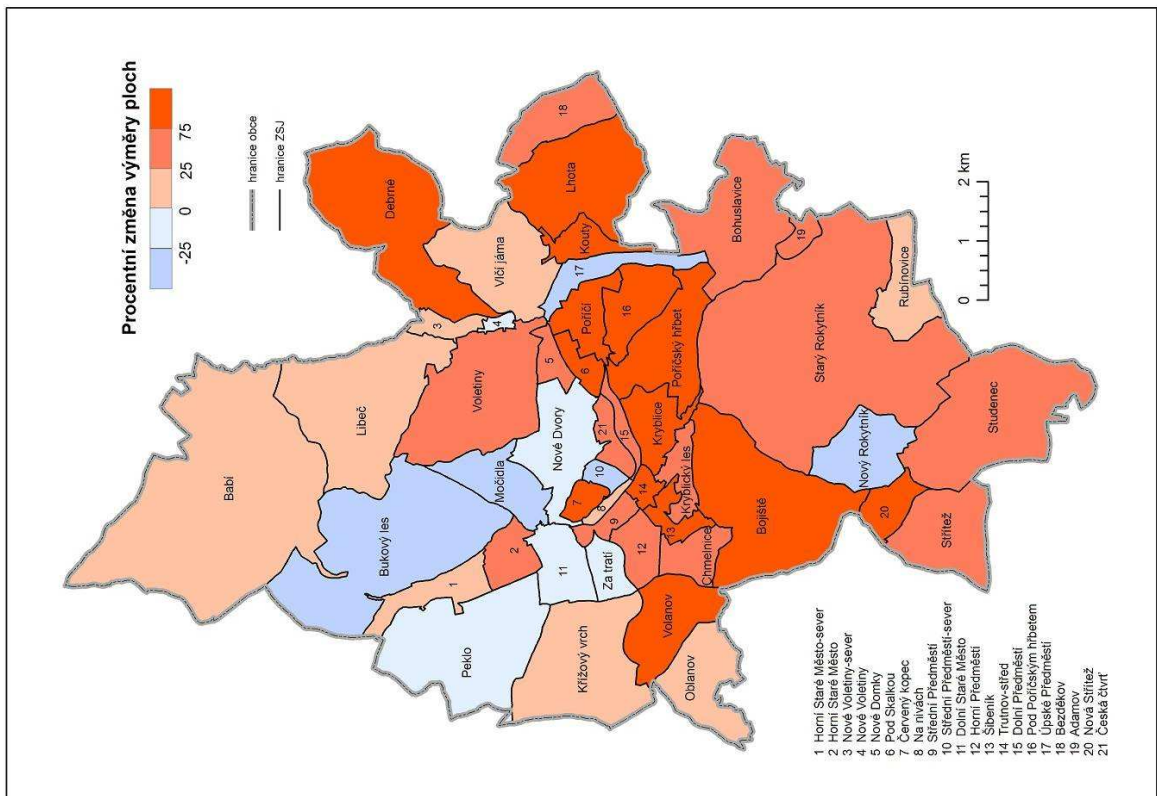 Procentní změna výměry ploch
-25
0
25
75
hranice obce
hranice ZSJ
Babí
Libeč
Bukový les
Močidla
Voletiny
Debrné
Vlčí jáma
Lhota
Kouty
18
17
3
4
5
6
Poříčí
16
Poříčský hřbet
Nové Dvory
21
15
10
7
8
9
1
2
11
Peklo
Za tratí
Křížový vrch
12
13
14
Kryblice
Kryblický les
Chmelnice
Volanov
Oblanov
Bojiště
Bohuslavice
19
Starý Rokytník
Rubínovice
Nový Rokytník
Studenec
20
Střítež
0 1 2 km
1 Horní Staré Město-sever
2 Horní Staré Město
3 Nové Voletiny-sever
4 Nové Voletiny
5 Nové Domky
6 Pod Skalkou
7 Červený kopec
8 Na nivách
9 Střední Předměstí
10 Střední Předměstí-sever
11 Dolní Staré Město
12 Horní Předměstí
13 Šibeník
14 Trutnov-střed
15 Dolní Předměstí
16 Pod Poříčským hřbetem
17 Úpské Předměstí
18 Bezděkov
19 Adamov
20 Nová Střítež
21 Česká čtvrť